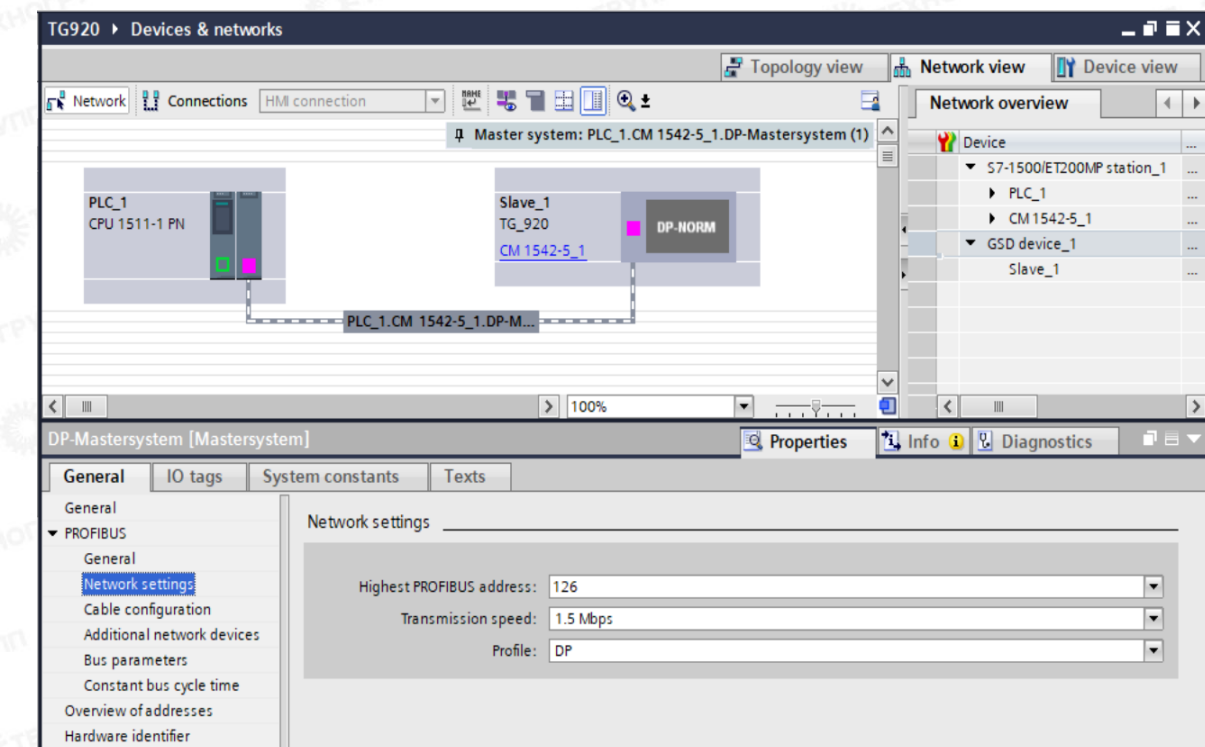 TG920 ▸ Devices & networks
Topology view
Network view
Device view
Network
Connections
HMI connection
Network overview
Master system: PLC_1.CM 1542-5_1.DP-Mastersystem (1)
Device
...
S7-1500/ET200MP station_1
...
PLC_1
...
CM 1542-5_1
...
GSD device_1
...
Slave_1
...
PLC_1
CPU 1511-1 PN
Slave_1
TG_920
CM 1542-5_1
DP-NORM
PLC_1.CM 1542-5_1.DP-M...
100%
DP-Mastersystem [Mastersystem]
Properties
Info
Diagnostics
General
IO tags
System constants
Texts
General
PROFIBUS
General
Network settings
Cable configuration
Additional network devices
Bus parameters
Constant bus cycle time
Overview of addresses
Hardware identifier
Network settings
Highest PROFIBUS address: 126
Transmission speed: 1.5 Mbps
Profile: DP